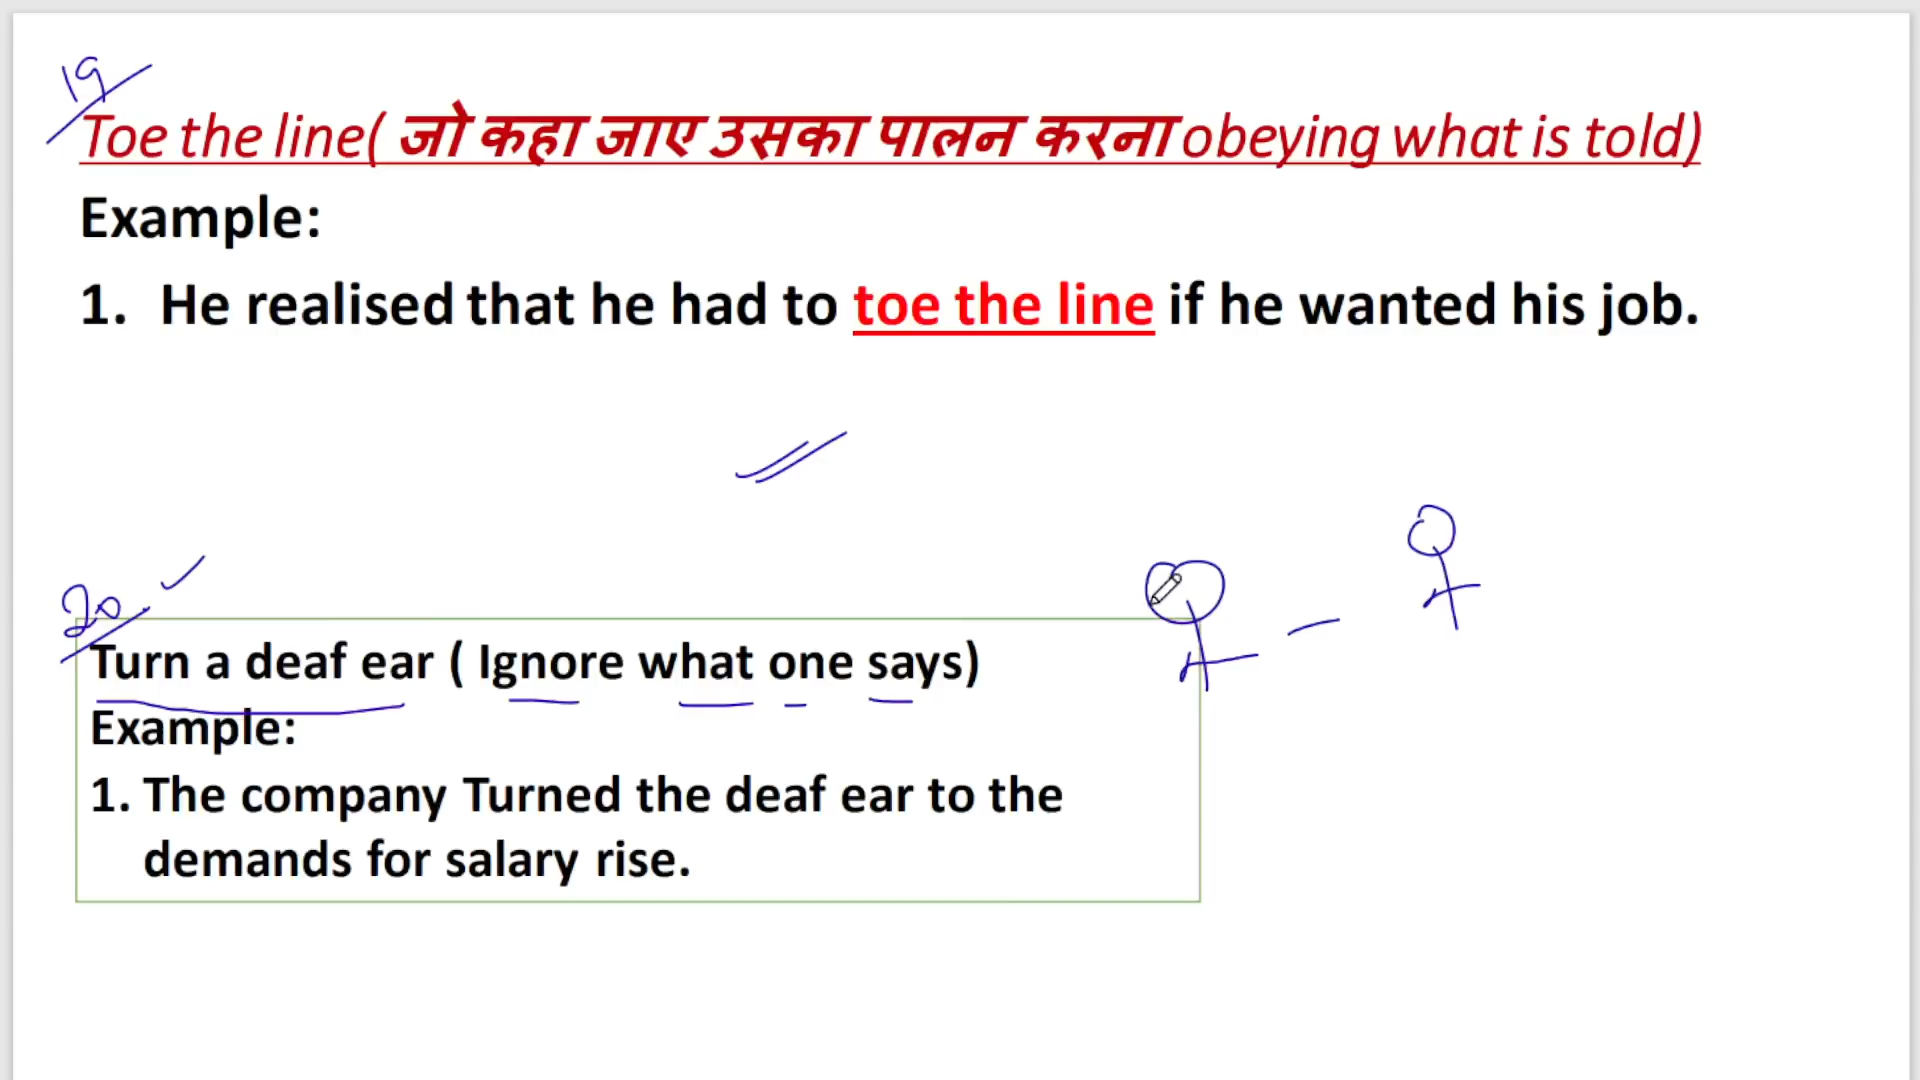 19
Toe the line( जो कहा जाए उसका पालन करना obeying what is told)
Example:
1. He realised that he had to toe the line if he wanted his job.
20.
Turn a deaf ear ( Ignore what one says)
Example:
1. The company Turned the deaf ear to the
demands for salary rise.